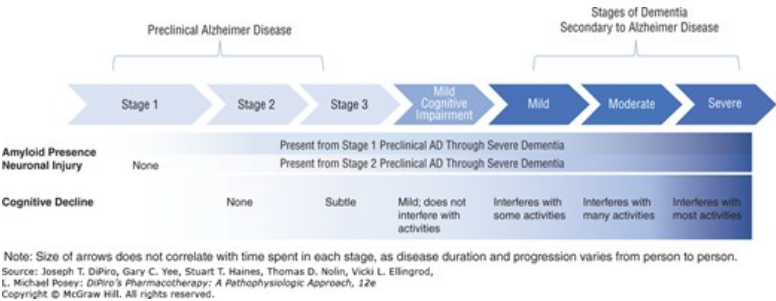 Preclinical Alzheimer Disease
Stages of Dementia
Secondary to Alzheimer Disease
Stage 1
Stage 2
Stage 3
Mild
Cognitive
Impairment
Mild
Moderate
Severe
Amyloid Presence
Present from Stage 1 Preclinical AD Through Severe Dementia
Neuronal Injury
None
Present from Stage 2 Preclinical AD Through Severe Dementia
Cognitive Decline
None
Subtle
Mild; does not
interfere with
activities
Interferes with
some activities
Interferes with
many activities
Interferes with
most activities
Note: Size of arrows does not correlate with time spent in each stage, as disease duration and progression varies from person to person.
Source: Joseph T. DiPiro, Gary C. Yee, Stuart T. Haines, Thomas D. Nolin, Vicki L. Ellingrod,
L. Michael Posey: DiPiro's Pharmacotherapy: A Pathophysiologic Approach, 12e
Copyright © McGraw Hill. All rights reserved.